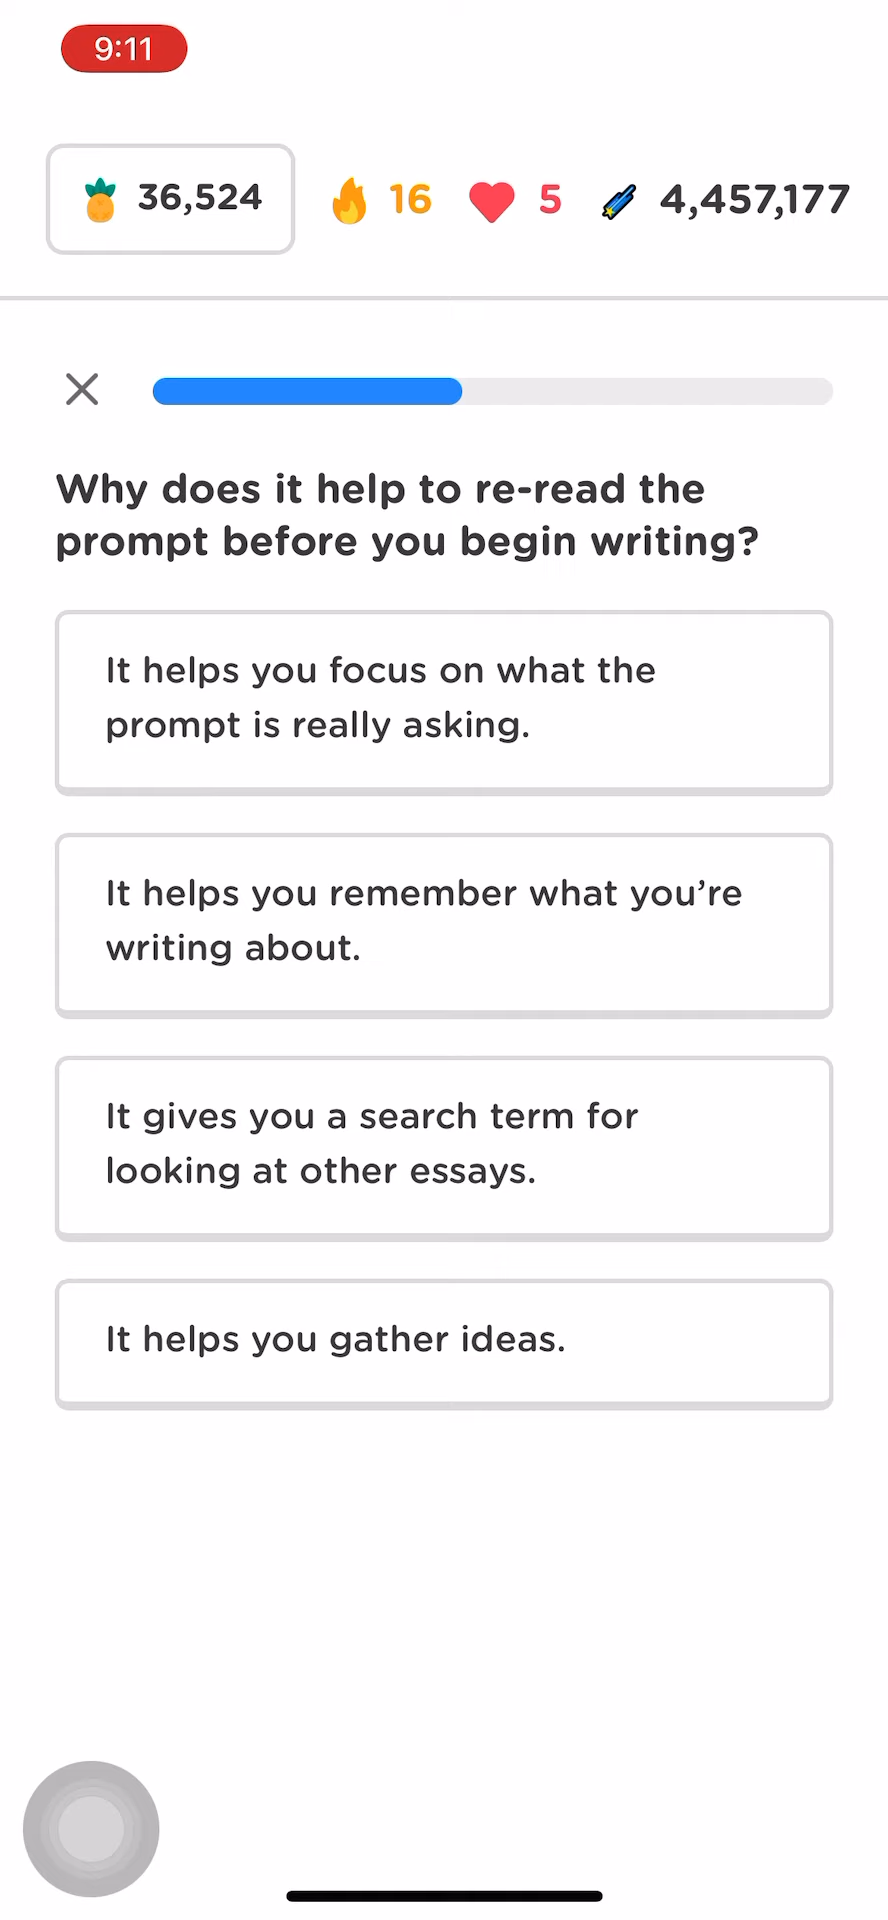 9:11
36,524 16 5 4,457,177
Why does it help to re-read the
prompt before you begin writing?
It helps you focus on what the
prompt is really asking.
It helps you remember what you’re
writing about.
It gives you a search term for
looking at other essays.
It helps you gather ideas.